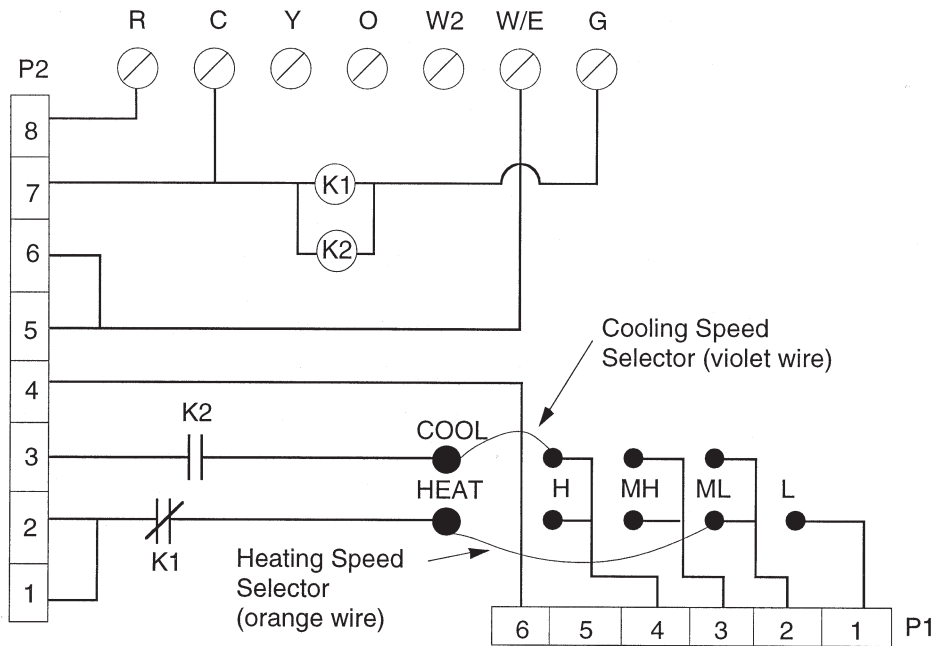 R C Y O W2 W/E G
P2
8
7
K1
6
K2
5
Cooling Speed
Selector (violet wire)
4
K2
COOL
3
HEAT H MH ML L
2
K1
Heating Speed
Selector
(orange wire)
1
6 5 4 3 2 1 P1